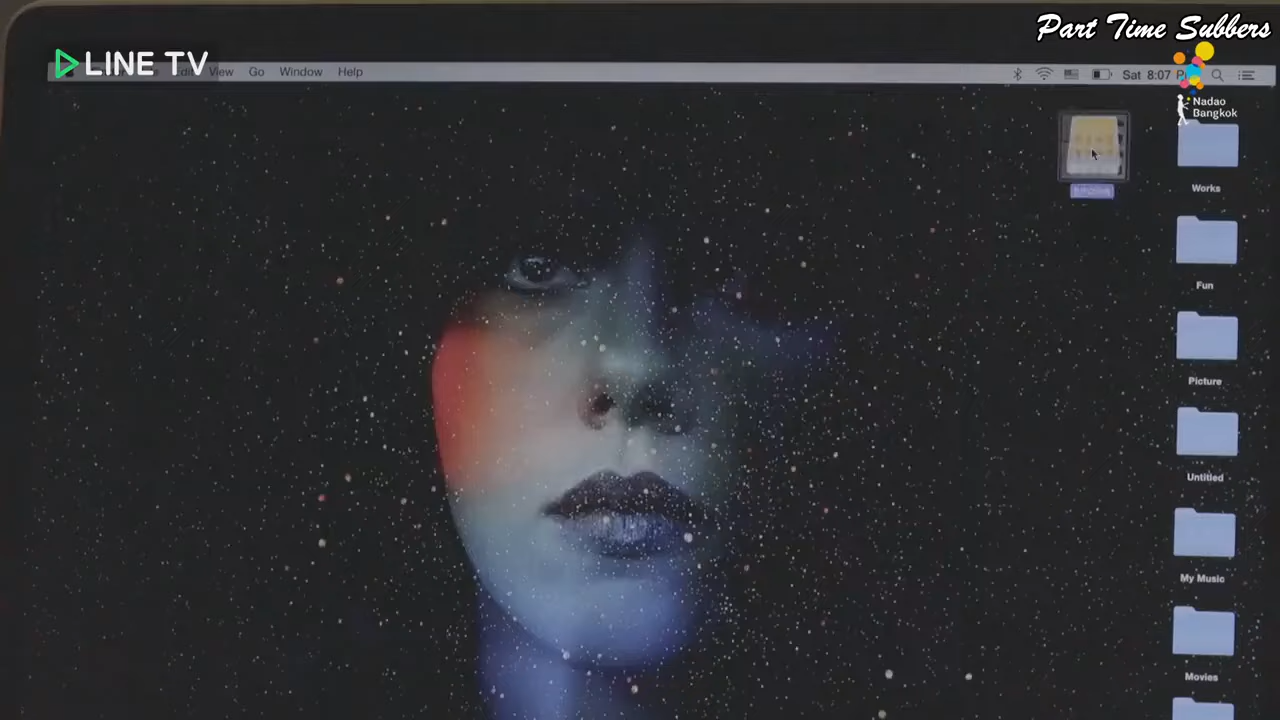 Part Time Subbers
LINE TV
View Go Window Help
Sat 8:07 P
Nadao
Bangkok
Works
Fun
Picture
Untitled
My Music
Movies